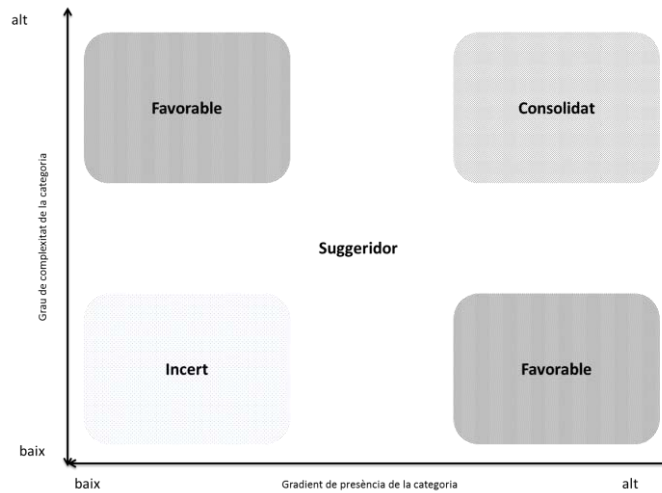 alt
Favorable
Consolidat
Grau de complexitat de la categoria
Suggeridor
Incert
Favorable
baix
baix
Gradient de presència de la categoria
alt